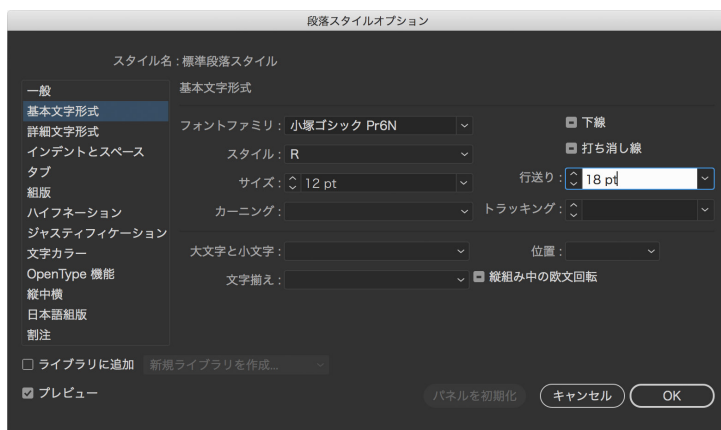 段落スタイルオプション
スタイル名 : 標準段落スタイル
一般
基本文字形式
詳細文字形式
インデントとスペース
タブ
組版
ハイフネーション
ジャスティフィケーション
文字カラー
OpenType 機能
縦中横
日本語組版
割注
基本文字形式
フォントファミリ : 小塚ゴシック Pr6N
下線
スタイル : R
打ち消し線
サイズ : 12 pt
行送り : 18 pt
カーニング :
トラッキング :
大文字と小文字 :
位置 :
文字揃え :
縦組み中の欧文回転
ライブラリに追加 新規ライブラリを作成...
プレビュー
パネルを初期化 キャンセル OK